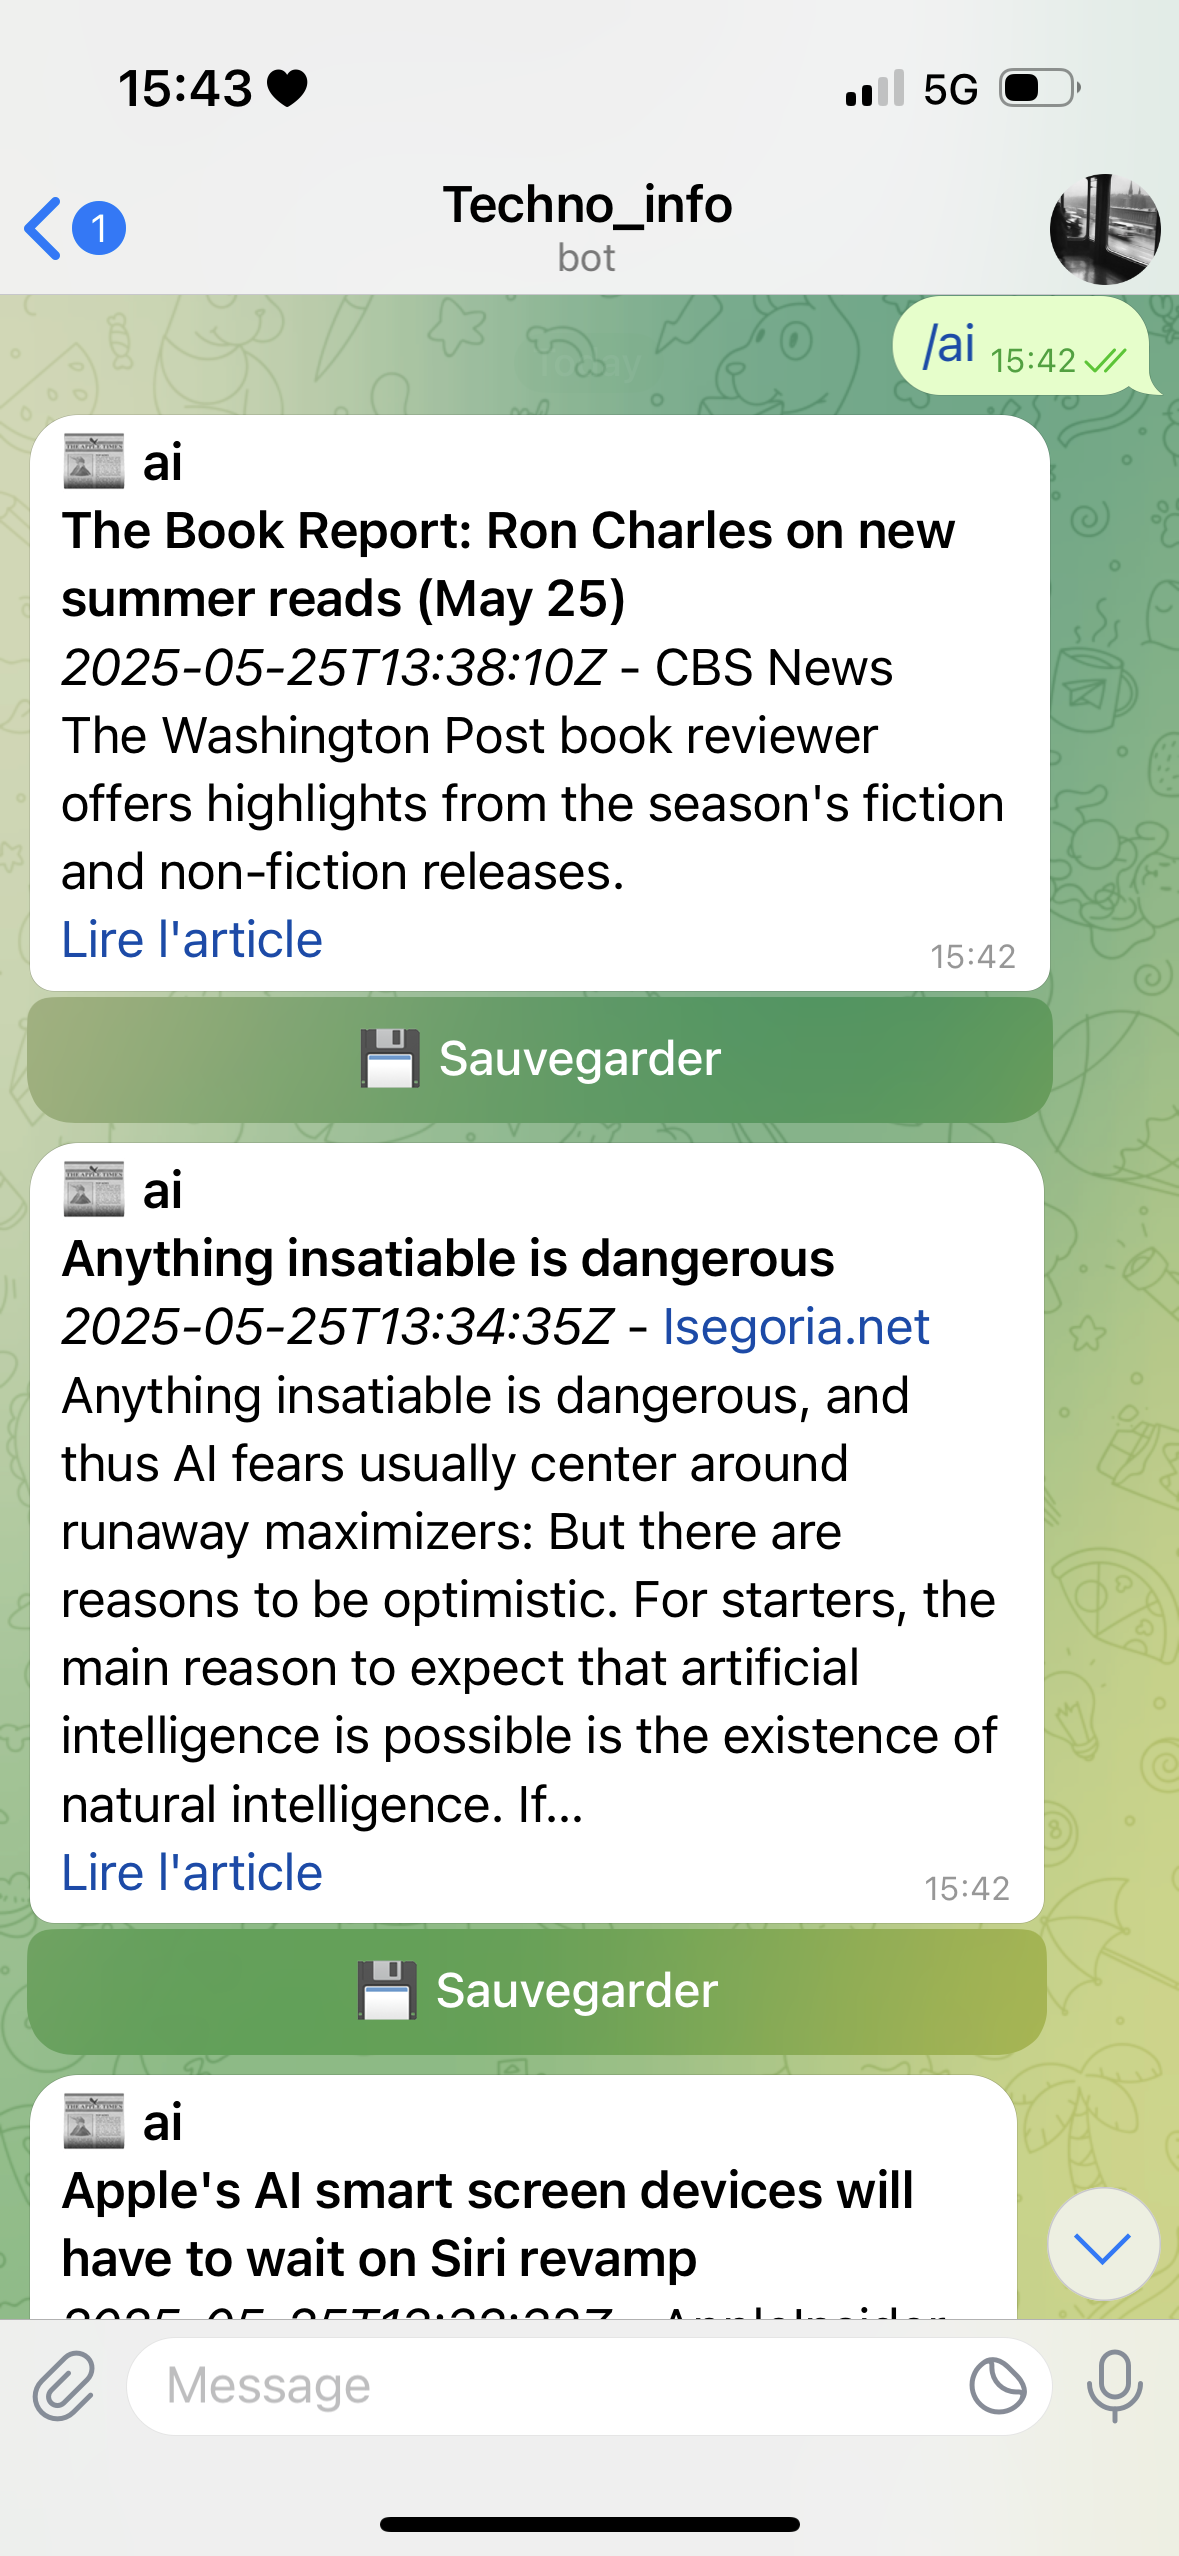 15:43
5G
1
Techno_info
bot
/ai 15:42
Today
ai
The Book Report: Ron Charles on new
summer reads (May 25)
2025-05-25T13:38:10Z - CBS News
The Washington Post book reviewer
offers highlights from the season's fiction
and non-fiction releases.
Lire l'article
15:42
Sauvegarder
ai
Anything insatiable is dangerous
2025-05-25T13:34:35Z - Isegoria.net
Anything insatiable is dangerous, and
thus AI fears usually center around
runaway maximizers: But there are
reasons to be optimistic. For starters, the
main reason to expect that artificial
intelligence is possible is the existence of
natural intelligence. If...
Lire l'article
15:42
Sauvegarder
ai
Apple's AI smart screen devices will
have to wait on Siri revamp
AppleInsider
Message